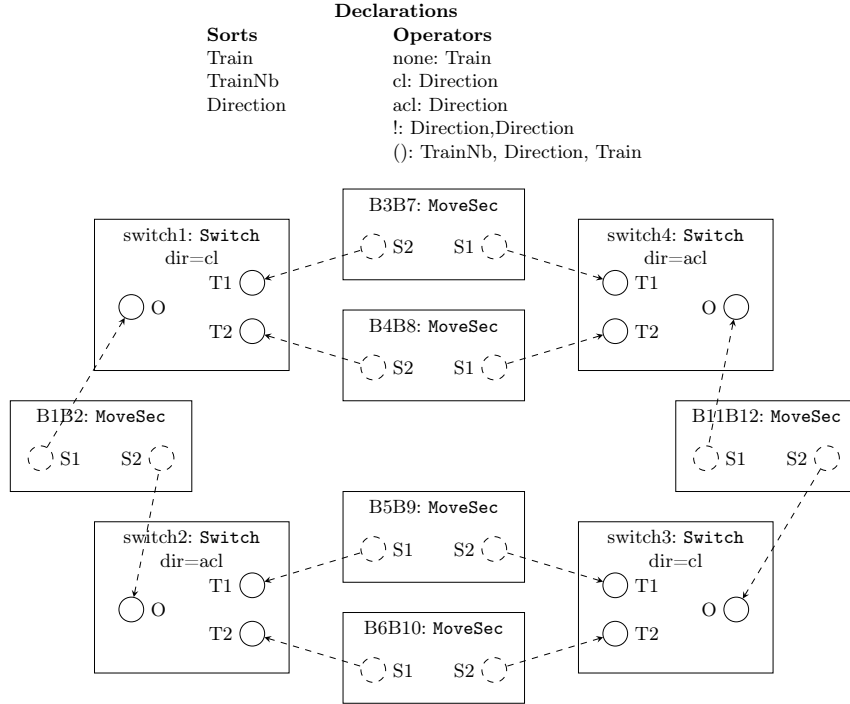 Declarations
Sorts Operators
Train none: Train
TrainNb cl: Direction
Direction acl: Direction
!: Direction,Direction
(): TrainNb, Direction, Train
B3B7: MoveSec
S2 S1
switch1: Switch
dir=cl
T1
O
T2
switch4: Switch
dir=acl
T1
O
T2
B4B8: MoveSec
S2 S1
B1B2: MoveSec
S1 S2
B11B12: MoveSec
S1 S2
B5B9: MoveSec
S1 S2
switch2: Switch
dir=acl
T1
O
T2
switch3: Switch
dir=cl
T1
O
T2
B6B10: MoveSec
S1 S2